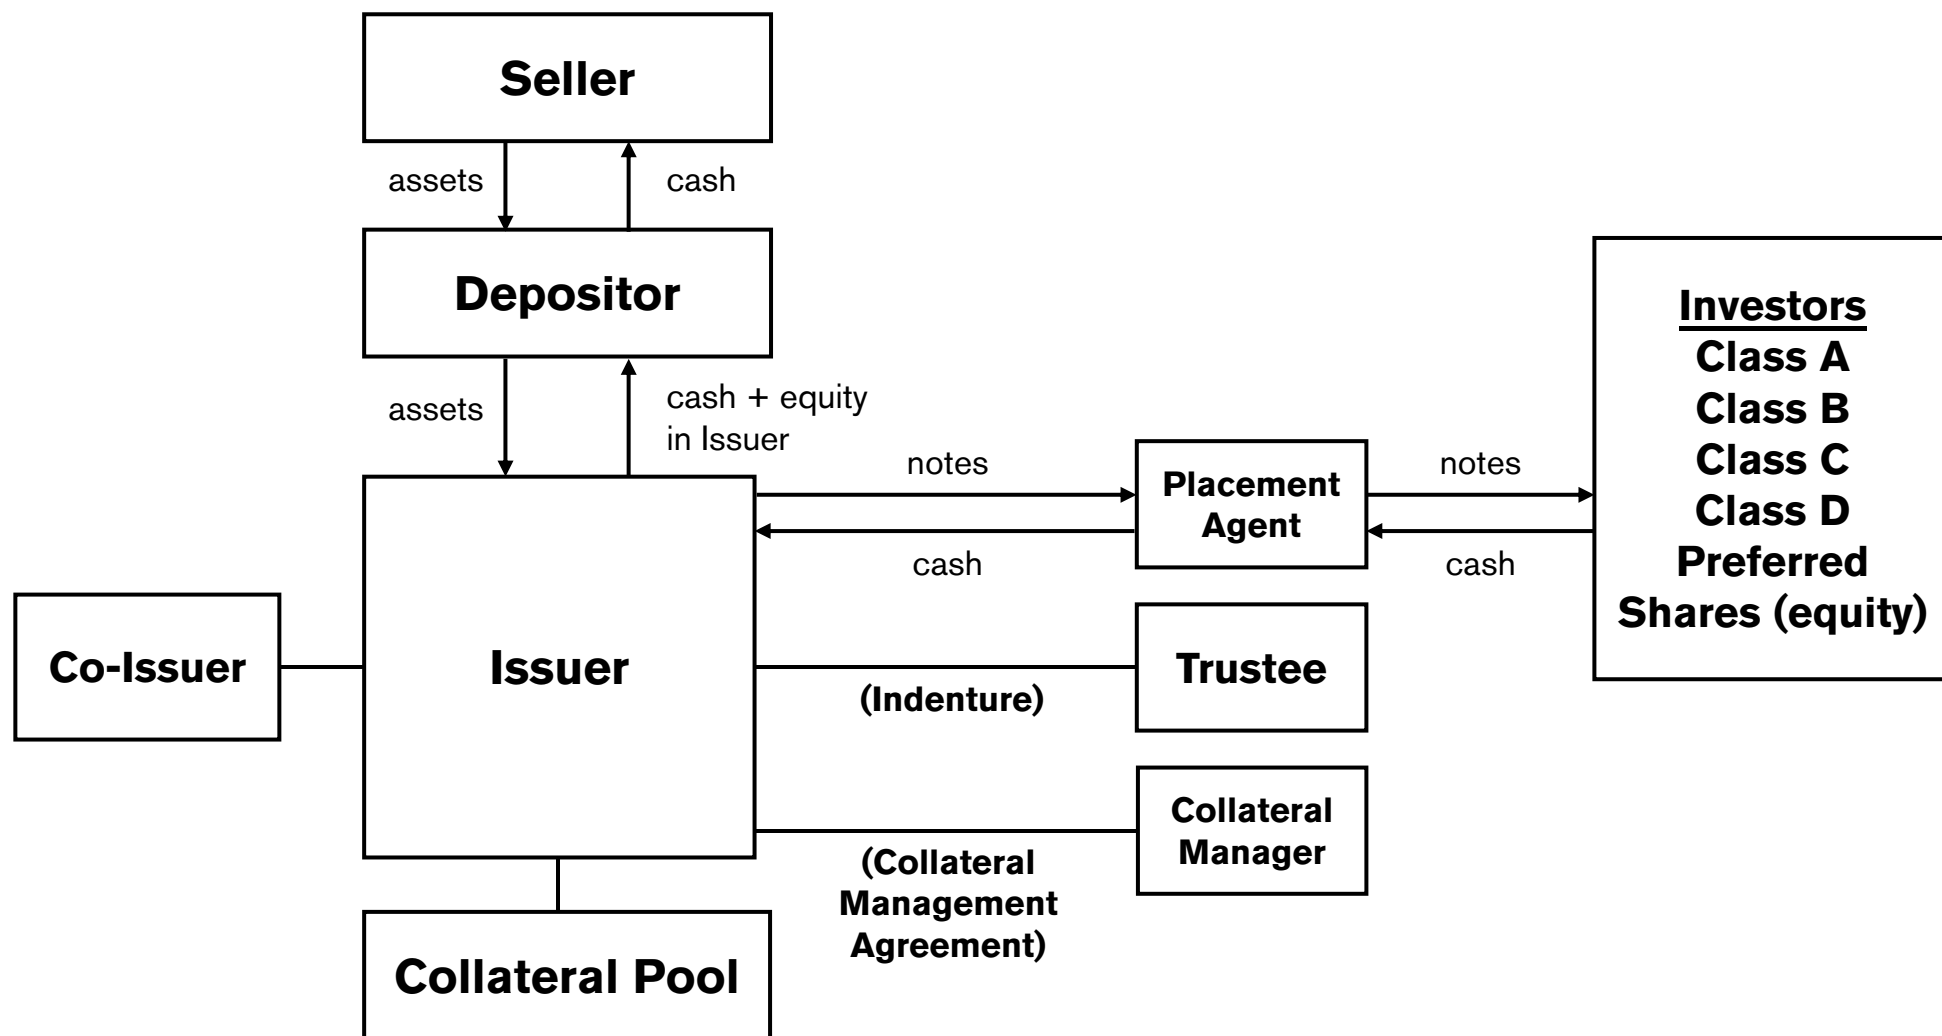 Seller
assets
cash
Depositor
assets
cash + equity
in Issuer
notes
Placement
Agent
notes
cash
cash
Investors
Class A
Class B
Class C
Class D
Preferred
Shares (equity)
Co-Issuer
Issuer
(Indenture)
Trustee
(Collateral
Management
Agreement)
Collateral
Manager
Collateral Pool